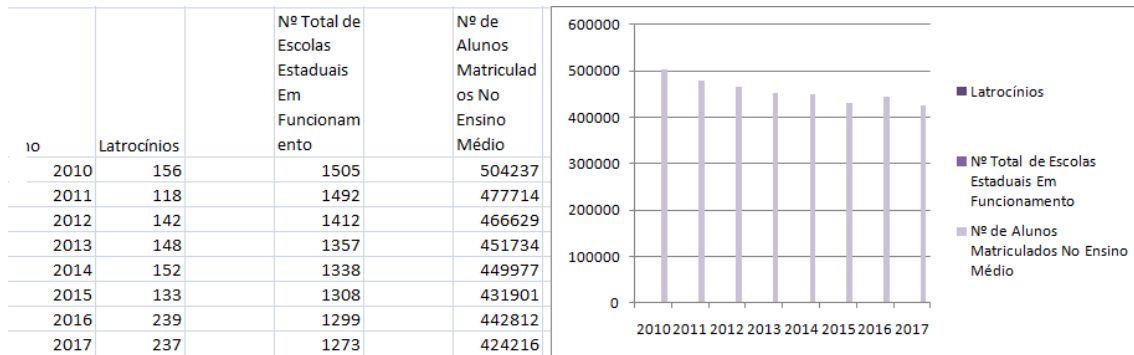 Nº Total de
Escolas
Estaduais
Em
Funcionam
ento
Nº de
Alunos
Matriculad
os No
Ensino
Médio
no Latrocínios
2010 156 1505 504237
2011 118 1492 477714
2012 142 1412 466629
2013 148 1357 451734
2014 152 1338 449977
2015 133 1308 431901
2016 239 1299 442812
2017 237 1273 424216
600000
500000
400000
300000
200000
100000
0
2010 2011 2012 2013 2014 2015 2016 2017
Latrocínios
Nº Total de Escolas
Estaduais Em
Funcionamento
Nº de Alunos
Matriculados No Ensino
Médio